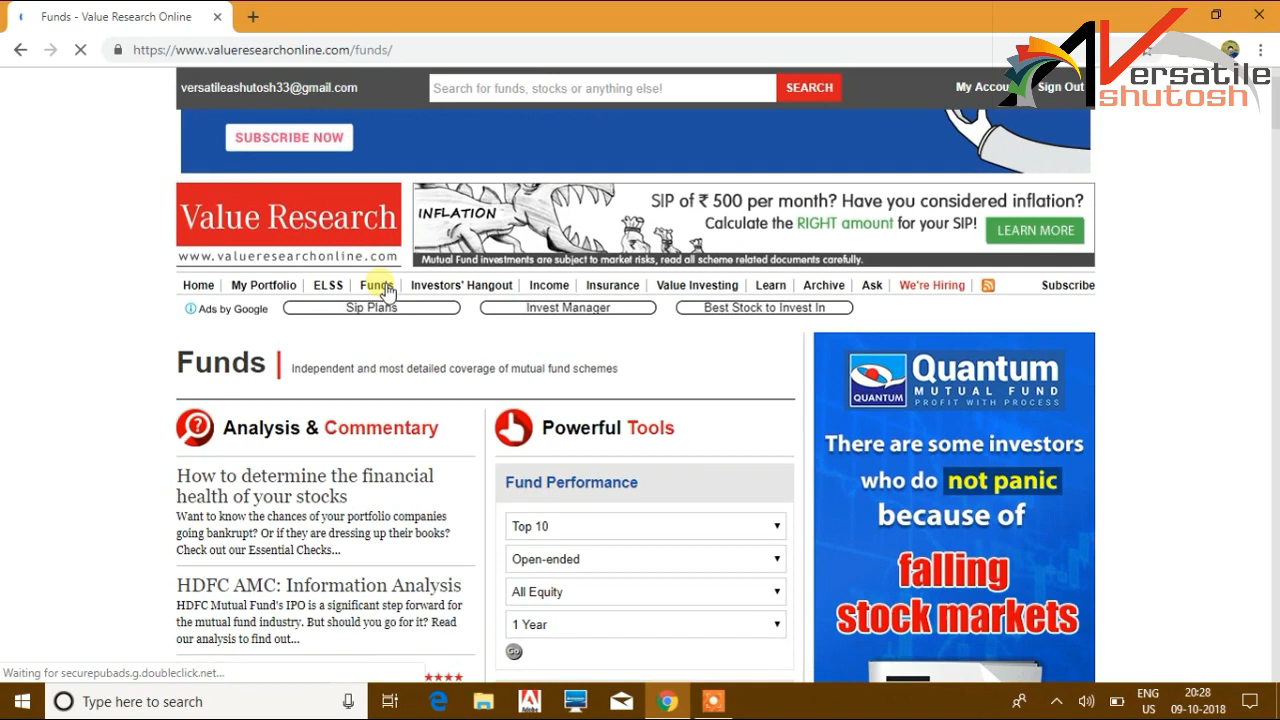 Funds - Value Research Online
https://www.valueresearchonline.com/funds/
Versatile
Ashutosh
versatileashutosh33@gmail.com
Search for funds, stocks or anything else!
SEARCH
My Accou
Sign Out
SUBSCRIBE NOW
Value Research
www.valueresearchonline.com
INFLATION
SIP of ₹ 500 per month? Have you considered inflation?
Calculate the RIGHT amount for your SIP!
LEARN MORE
Mutual Fund investments are subject to market risks, read all scheme related documents carefully.
Home | My Portfolio | ELSS | Funds | Investors' Hangout | Income | Insurance | Value Investing | Learn | Archive | Ask | We're Hiring | Subscribe
Ads by Google
Sip Plans
Invest Manager
Best Stock to Invest In
Funds | Independent and most detailed coverage of mutual fund schemes
Analysis & Commentary
How to determine the financial
health of your stocks
Want to know the chances of your portfolio companies
going bankrupt? Or if they are dressing up their books?
Check out our Essential Checks...
HDFC AMC: Information Analysis
HDFC Mutual Fund's IPO is a significant step forward for
the mutual fund industry. But should you go for it? Read
our analysis to find out...
Powerful Tools
Fund Performance
Top 10
Open-ended
All Equity
1 Year
Go
QUANTUM
Quantum
MUTUAL FUND
PROFIT WITH PROCESS
There are some investors
who do not panic
because of
falling
stock markets
Waiting for securepubads.g.doubleclick.net...
Type here to search
Adobe
ENG
US
20:28
09-10-2018